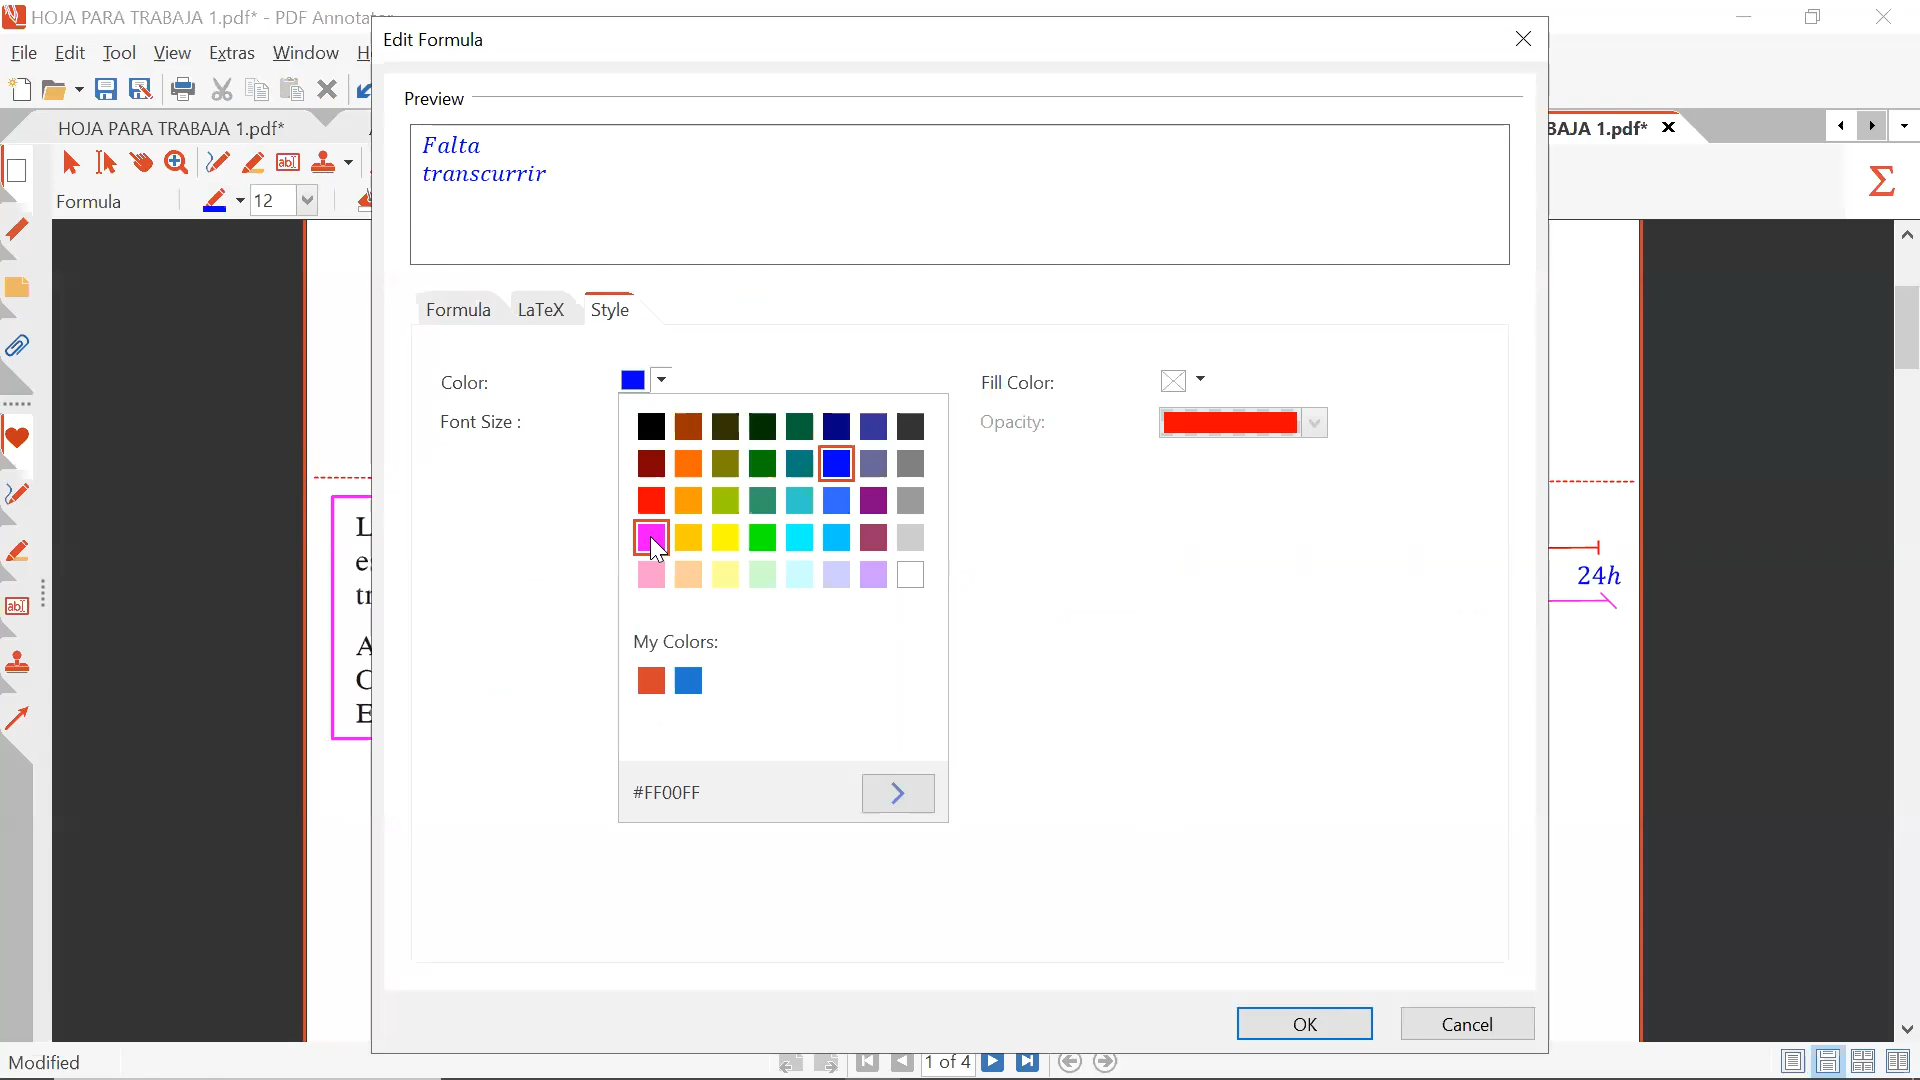 HOJA PARA TRABAJA 1.pdf* - PDF Annotator
File Edit Tool View Extras Window
Edit Formula
Preview
Falta
transcurrir
HOJA PARA TRABAJA 1.pdf*
BAJA 1.pdf*
Formula
12
Formula LaTeX Style
Color:
Fill Color:
Font Size :
Opacity:
My Colors:
#FF00FF
24h
L
es
tr
A
C
E
OK
Cancel
Modified
1 of 4